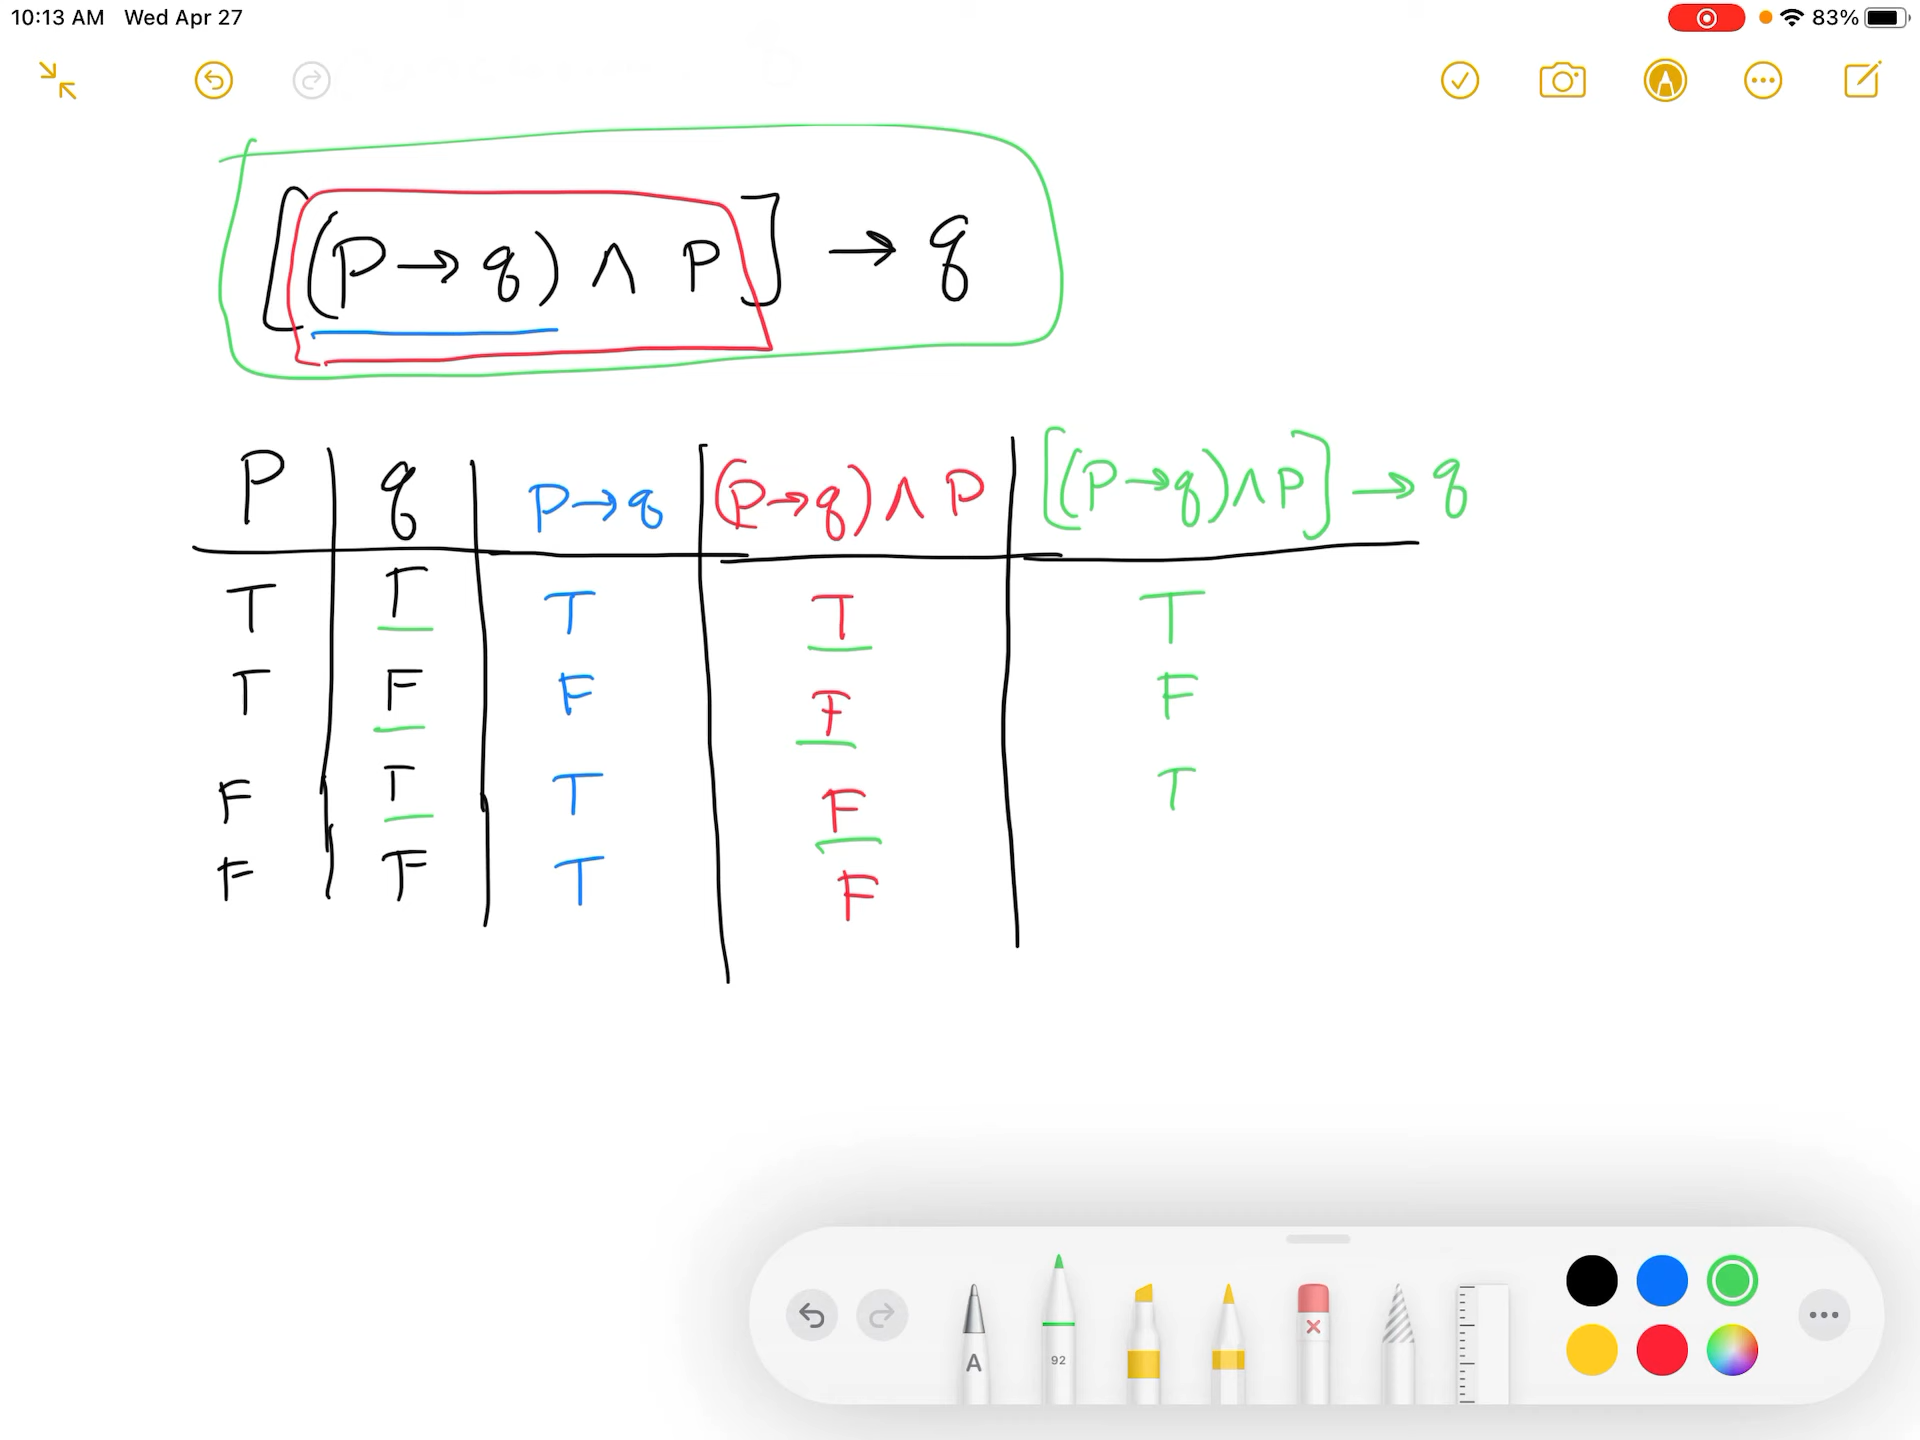 10:13 AM Wed Apr 27 83%
[(P→q) ∧ P] → q
P q P→q (P→q) ∧ P [(P→q)∧P] → q
T T T T T
T F F F F
F T T F T
F F T F
A 92